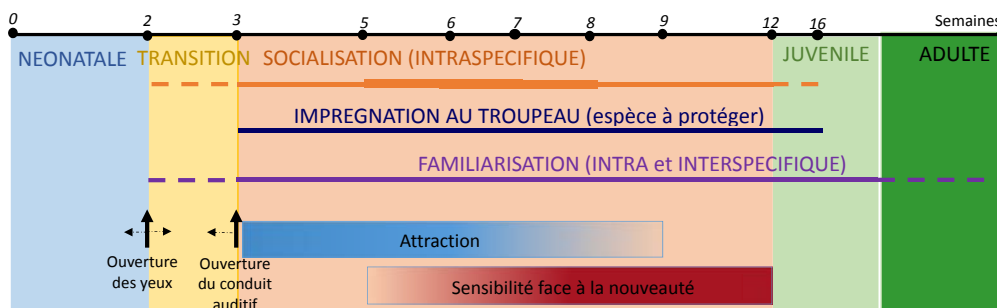 0 2 3 5 6 7 8 9 12 16 Semaines
NEONATALE TRANSITION SOCIALISATION (INTRASPECIFIQUE) JUVENILE ADULTE
IMPREGNATION AU TROUPEAU (espèce à protéger)
FAMILIARISATION (INTRA et INTERSPECIFIQUE)
Attraction
Ouverture
des yeux
Ouverture
du conduit
auditif
Sensibilité face à la nouveauté